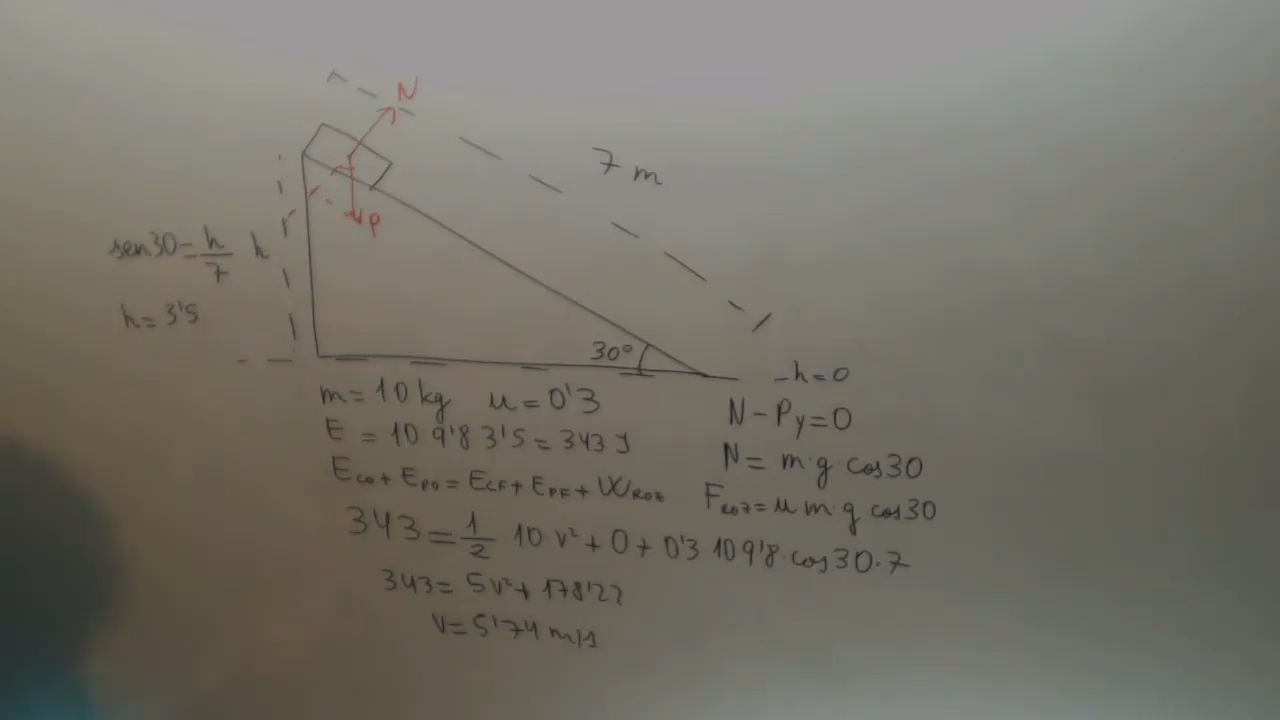 N
7 m
P
sen30=h/7
h
h=3'5
30º
-h=0
m=10 kg μ=0'3
N-Py=0
E = 10 9'8 3'5 = 343 J
N= m·g·cos30
Eco+Epo=Ecf+Epf+Wroz
Froz=μ m·g cos30
343=1/2 10 v²+0+0'3 10 9'8·cos30·7
343= 5v²+178'22
v=5'74 m/s